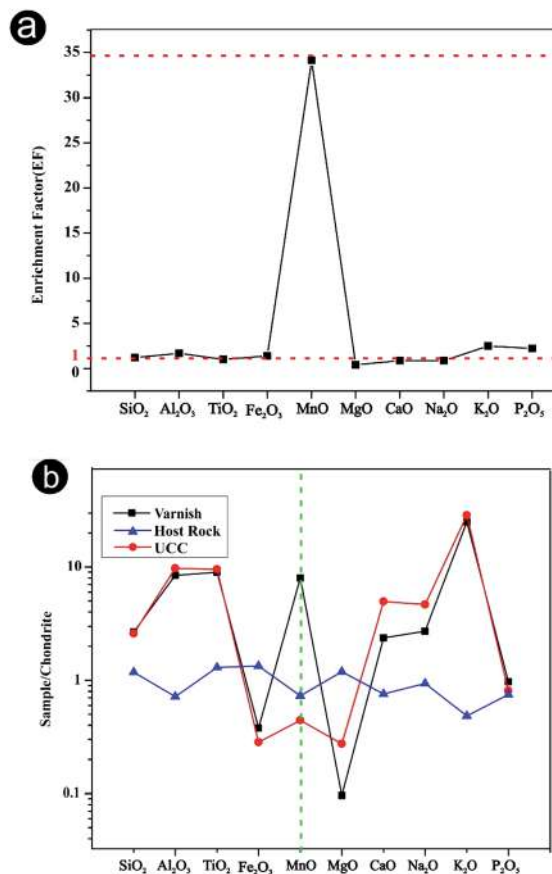 a
35
30
25
20
15
10
5
1
0
Enrichment Factor(EF)
SiO₂ Al₂O₃ TiO₂ Fe₂O₃ MnO MgO CaO Na₂O K₂O P₂O₅
b
Varnish
Host Rock
UCC
10
1
0.1
Sample/Chondrite
SiO₂ Al₂O₃ TiO₂ Fe₂O₃ MnO MgO CaO Na₂O K₂O P₂O₅